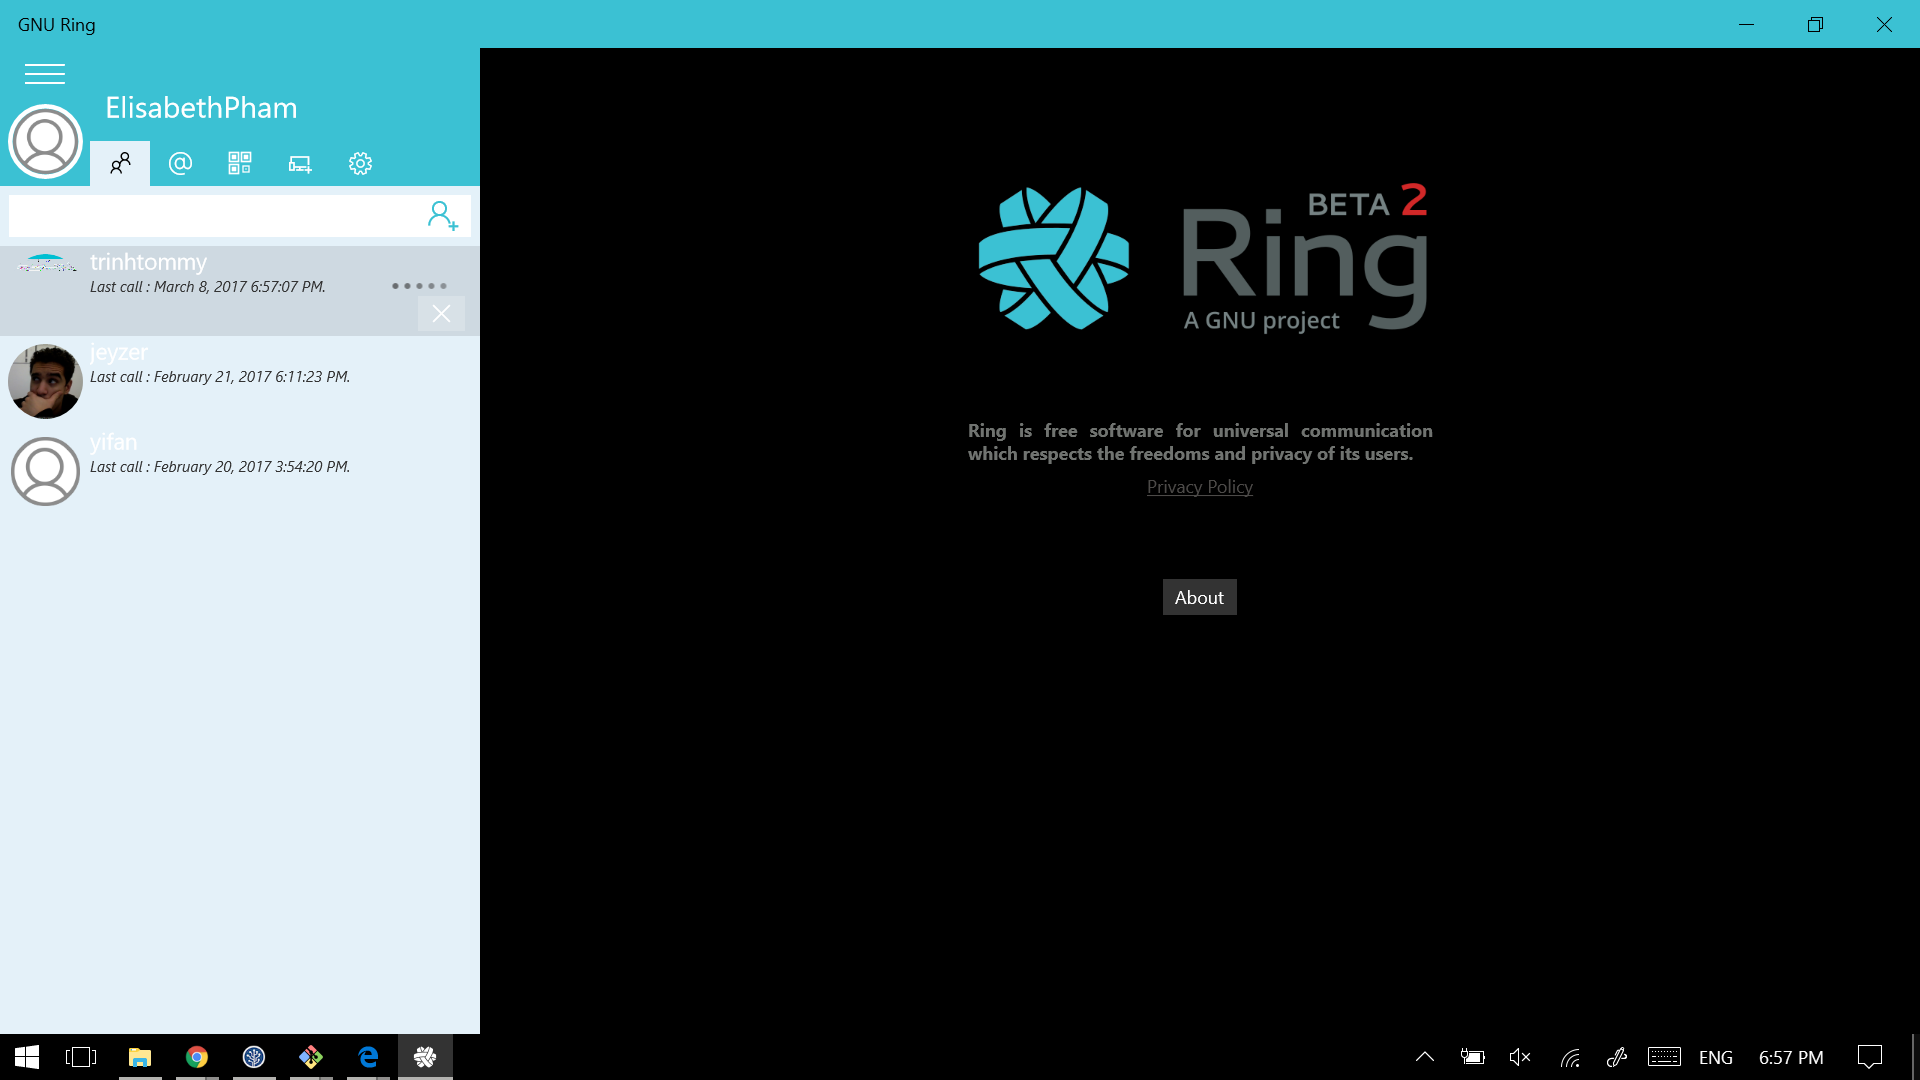 GNU Ring
ElisabethPham
trinhtommy
Last call : March 8, 2017 6:57:07 PM.
jeyzer
Last call : February 21, 2017 6:11:23 PM.
yifan
Last call : February 20, 2017 3:54:20 PM.
BETA 2
Ring
A GNU project
Ring is free software for universal communication
which respects the freedoms and privacy of its users.
Privacy Policy
About
ENG
6:57 PM